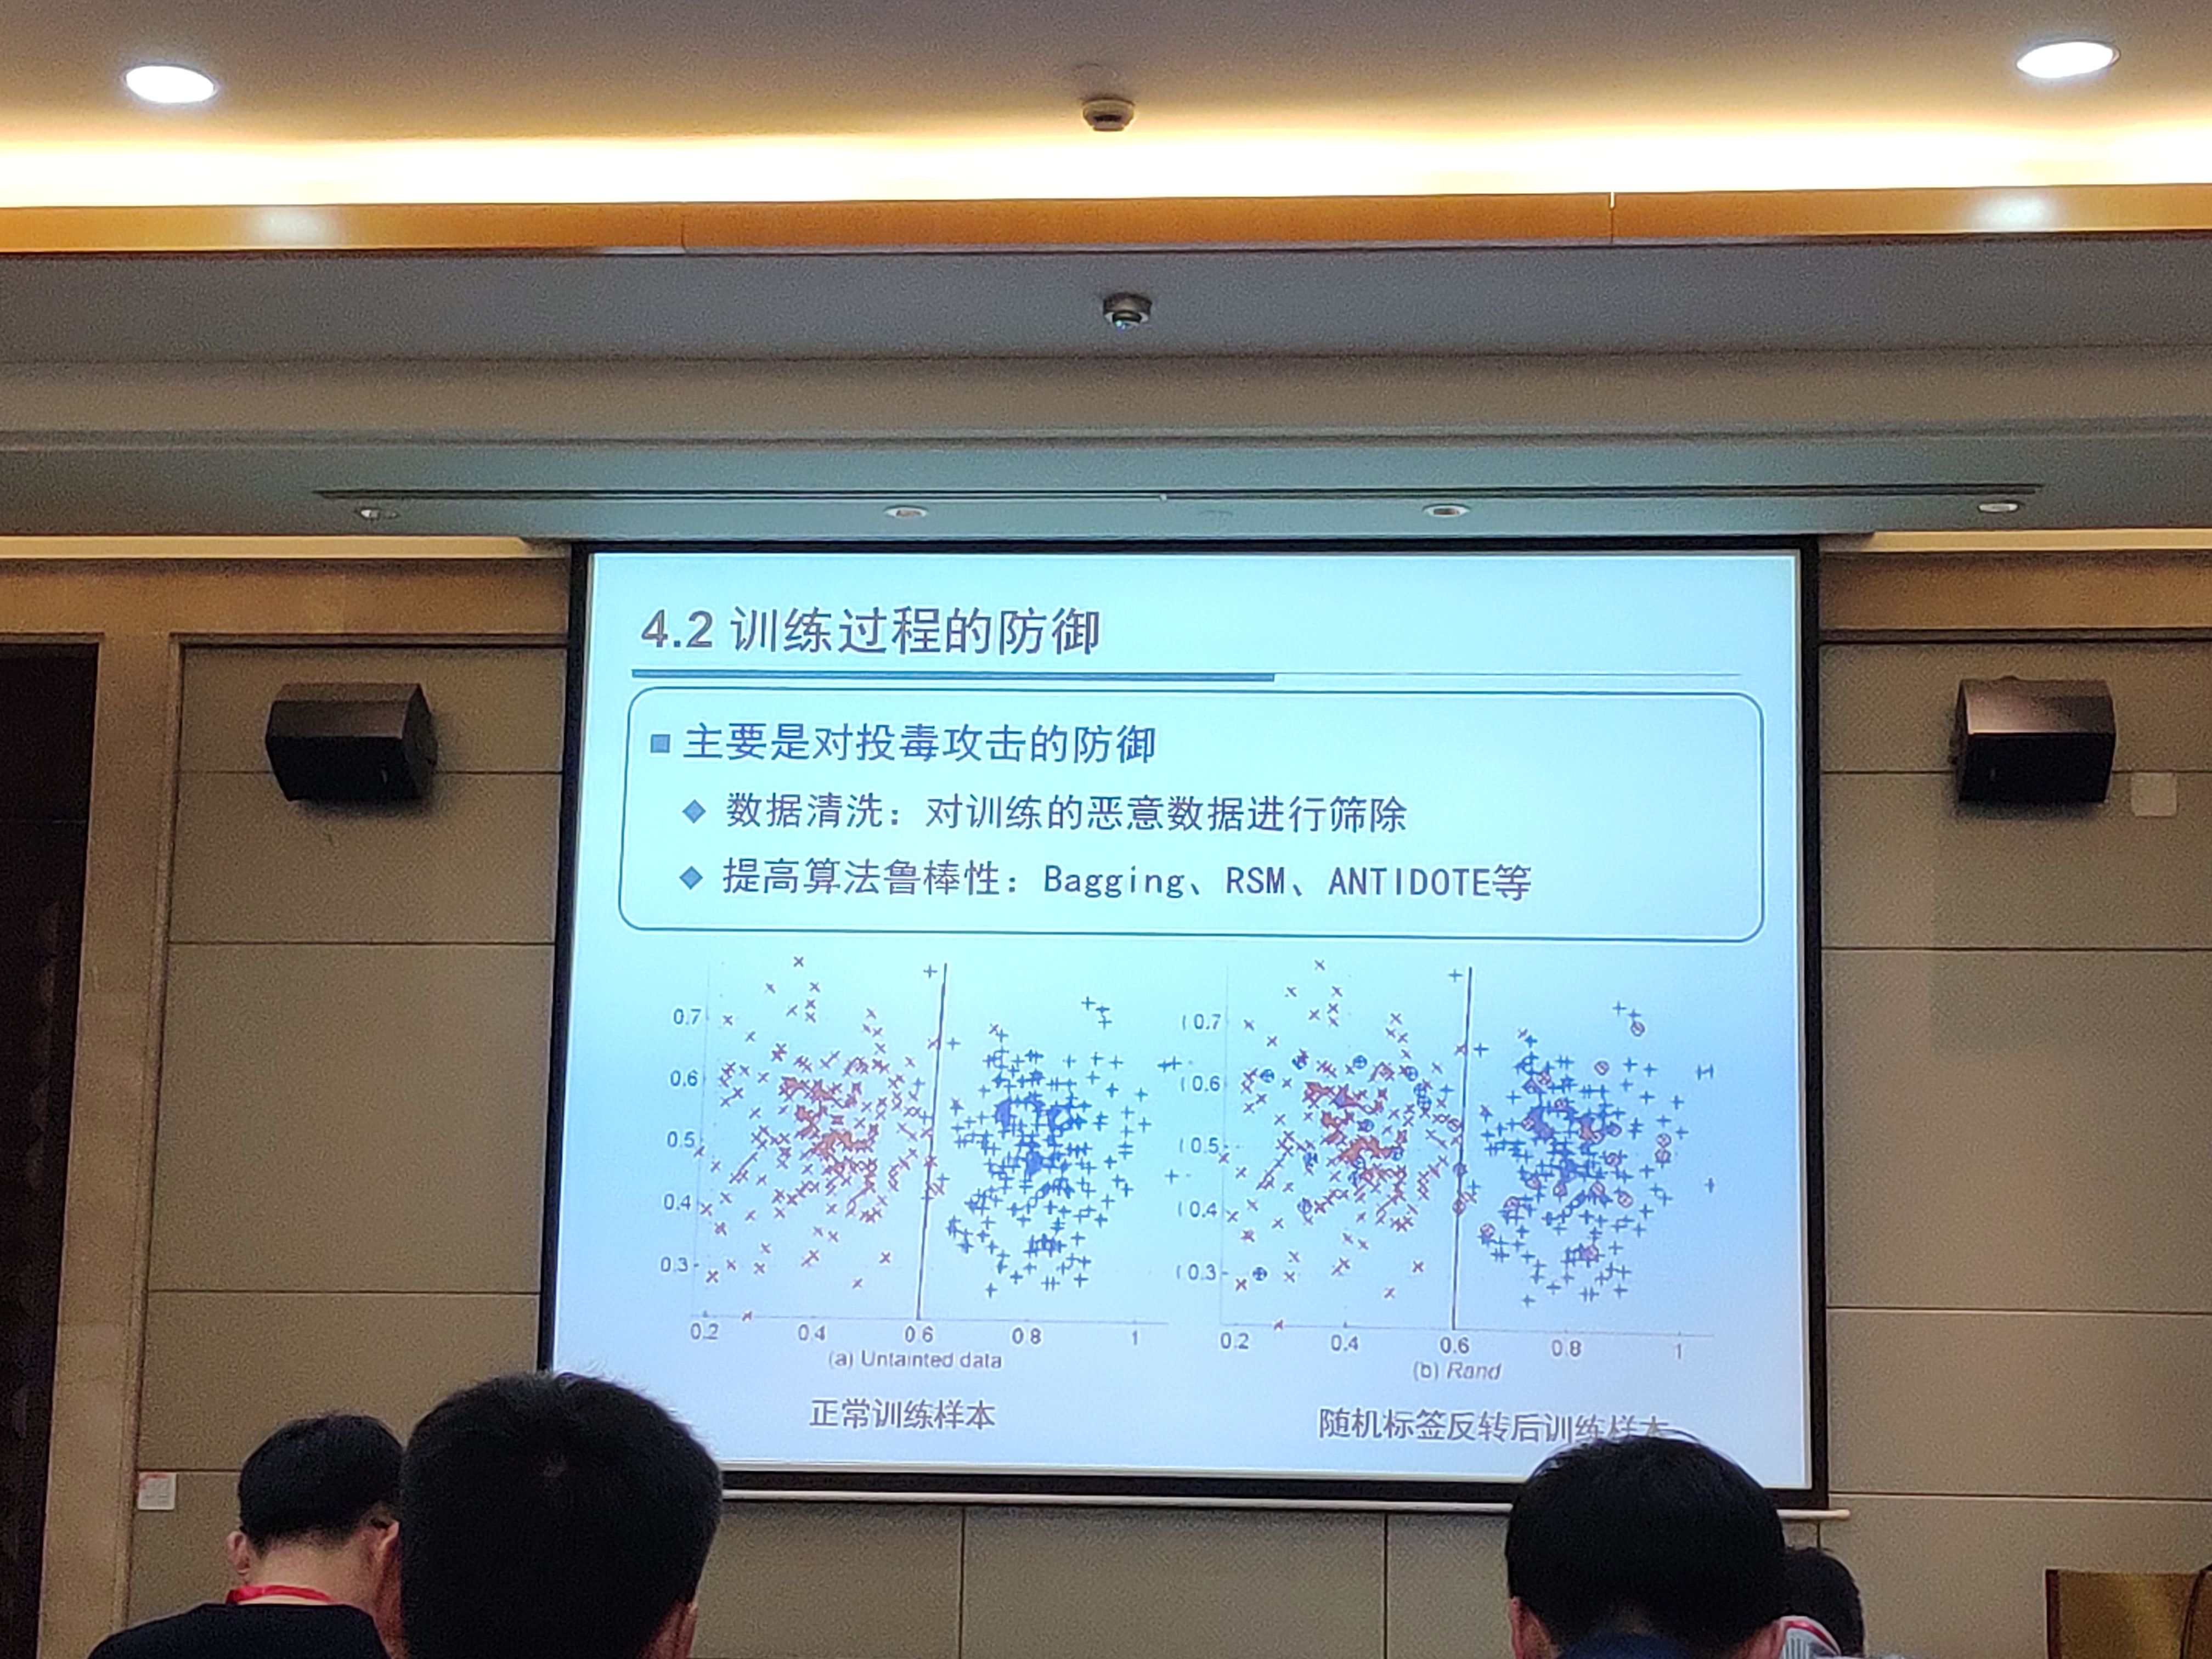 4.2 训练过程的防御
主要是对投毒攻击的防御
数据清洗：对训练的恶意数据进行筛除
提高算法鲁棒性：Bagging、RSM、ANTIDOTE等
0.7
0.6
0.5
0.4
0.3
0.2 0.4 0.6 0.8 1
(a) Untainted data
正常训练样本
0.7
0.6
0.5
0.4
0.3
0.2 0.4 0.6 0.8 1
(b) Rand
随机标签反转后训练样本